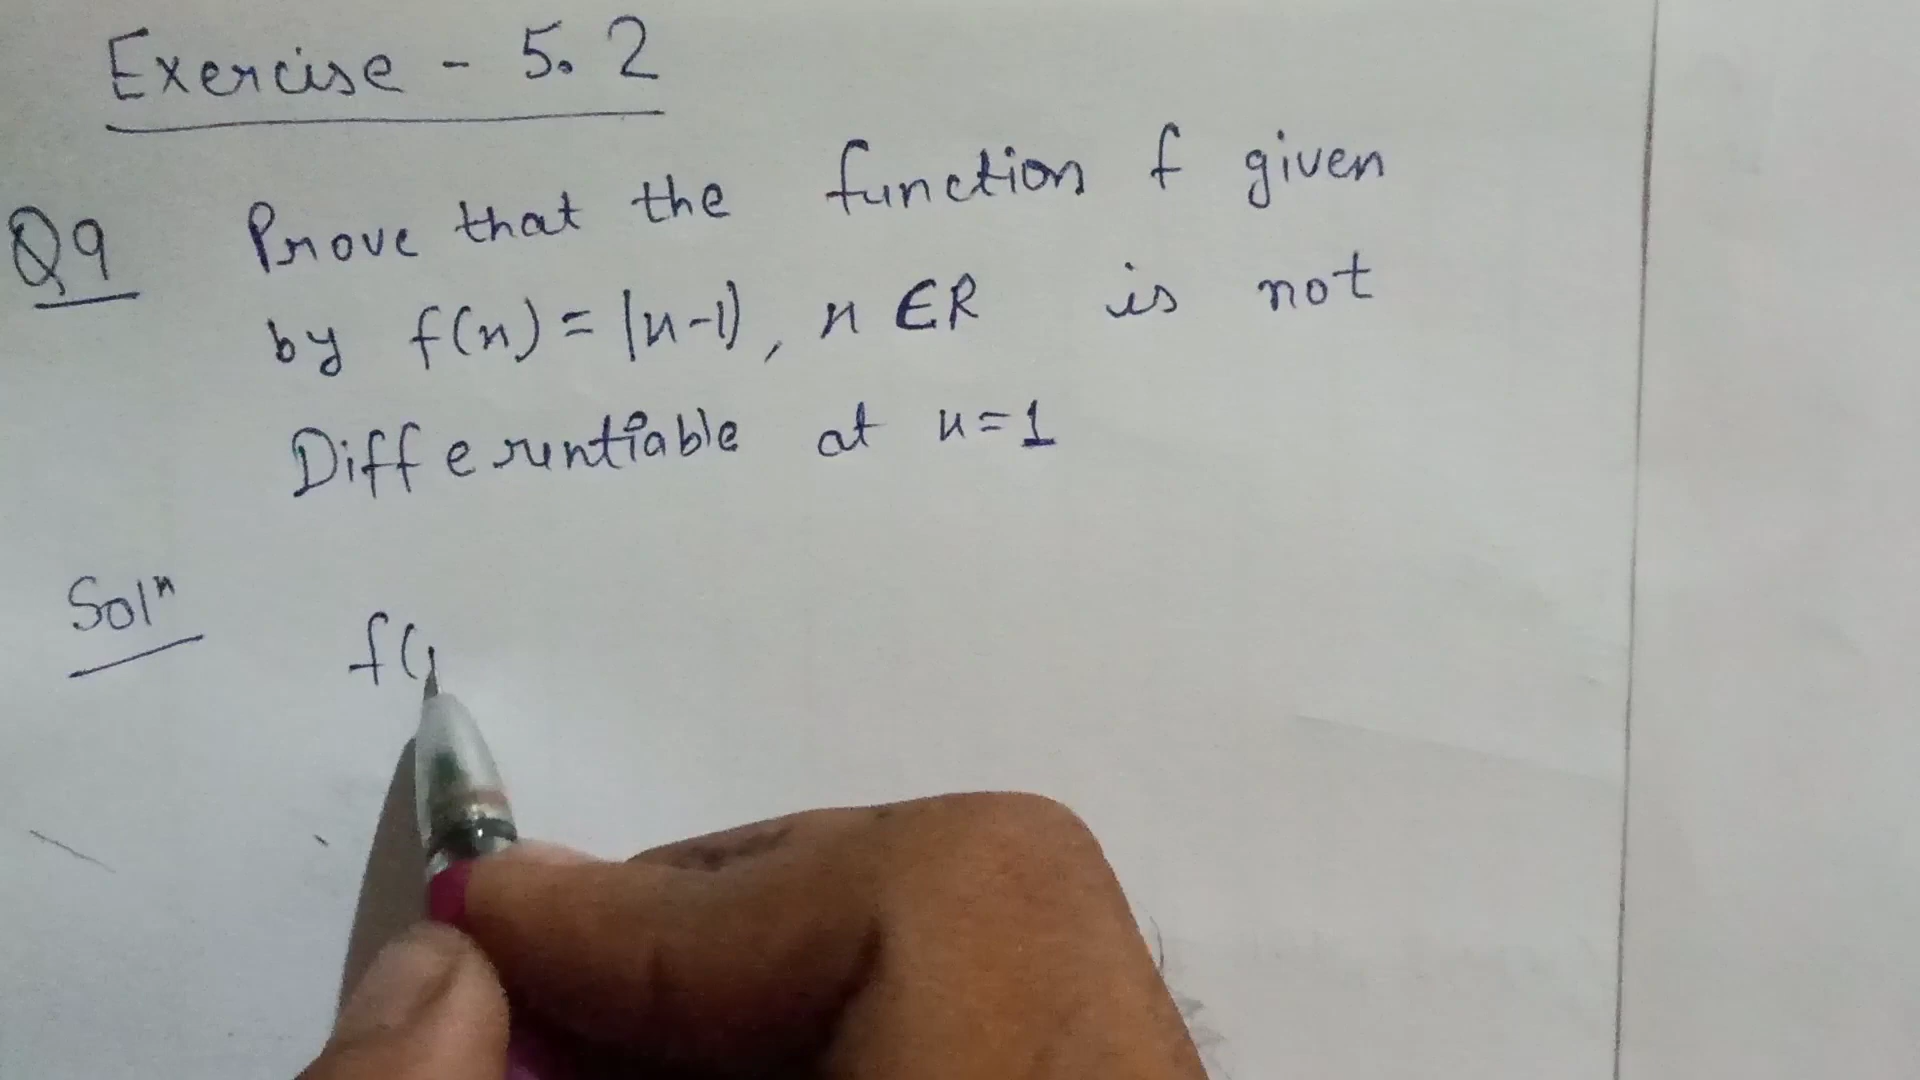 Exercise - 5.2
Q9 Prove that the function f given
by f(x) = |x-1|, x ∈ R is not
Differentiable at x=1
Solⁿ f(